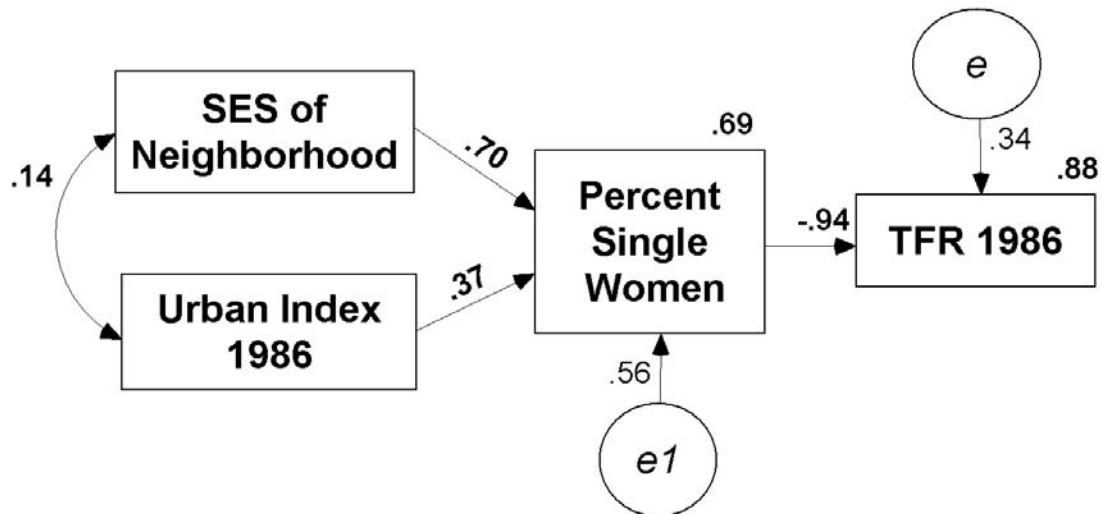 e
SES of
Neighborhood
.69
.34
.14
.70
.88
Percent
Single
Women
-.94
TFR 1986
.37
Urban Index
1986
.56
e1